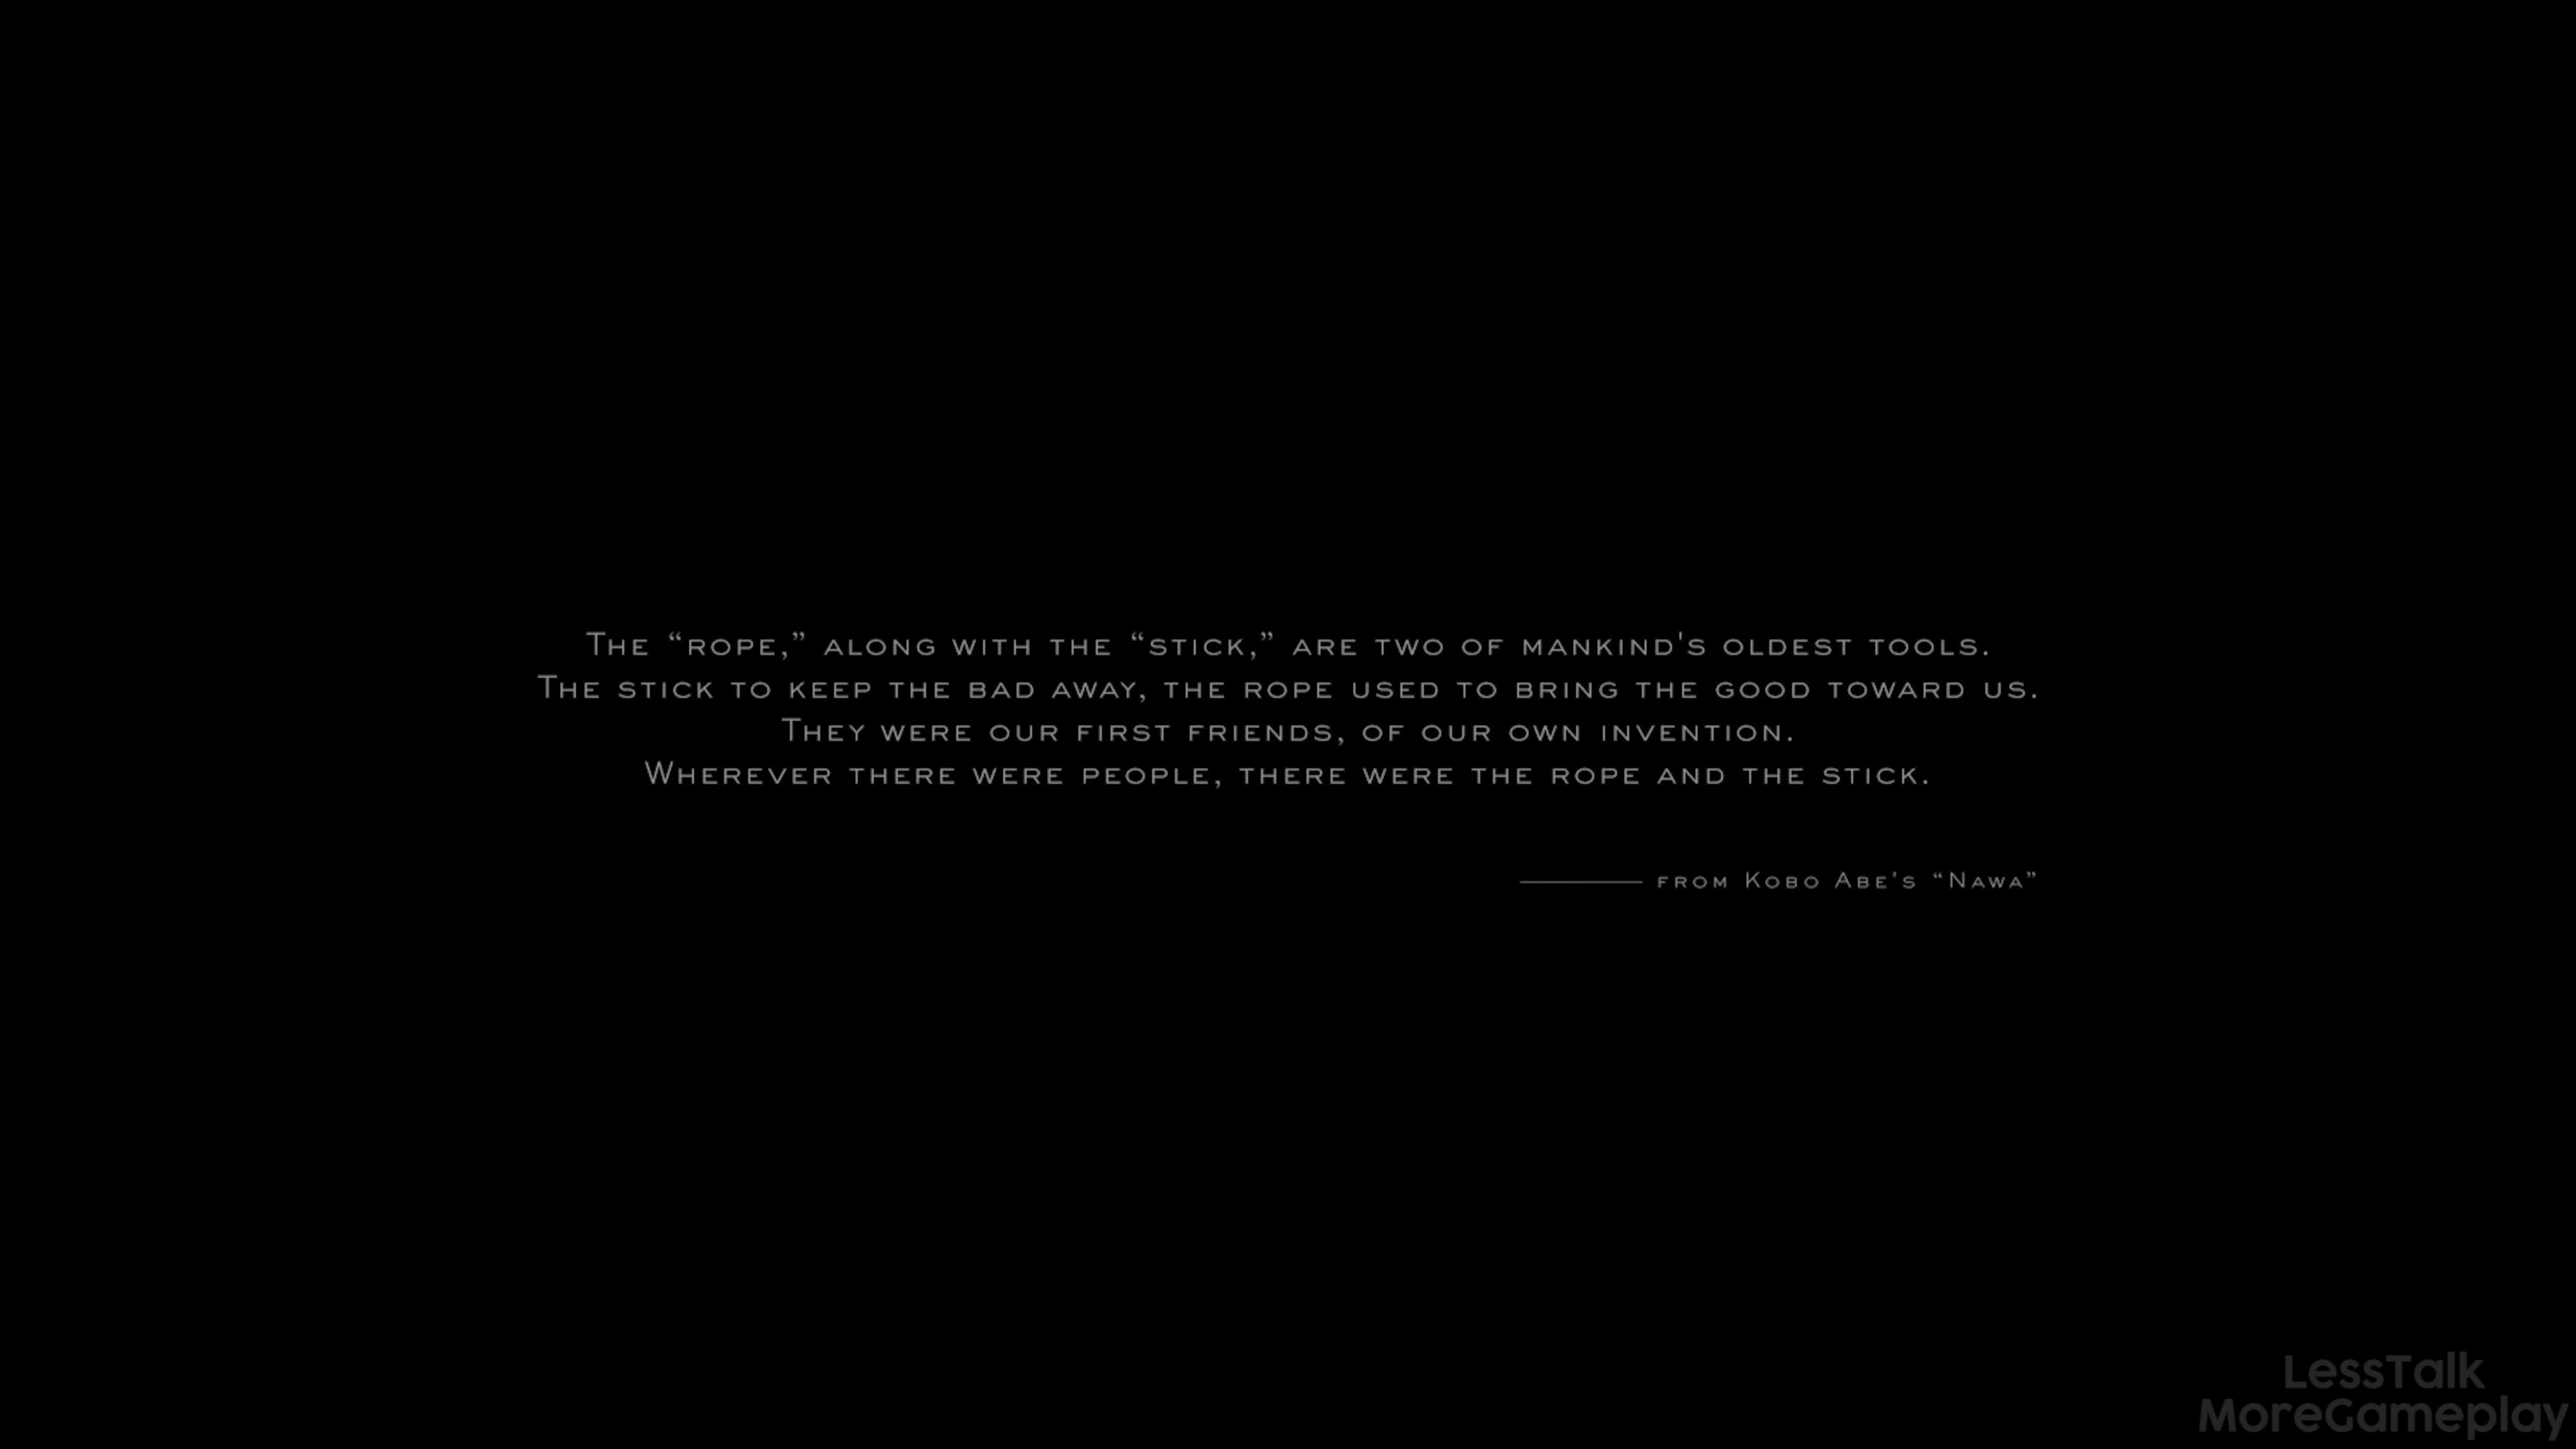 The “rope,” along with the “stick,” are two of mankind's oldest tools.
The stick to keep the bad away, the rope used to bring the good toward us.
They were our first friends, of our own invention.
Wherever there were people, there were the rope and the stick.
from Kobo Abe's “Nawa”
LessTalk
MoreGameplay